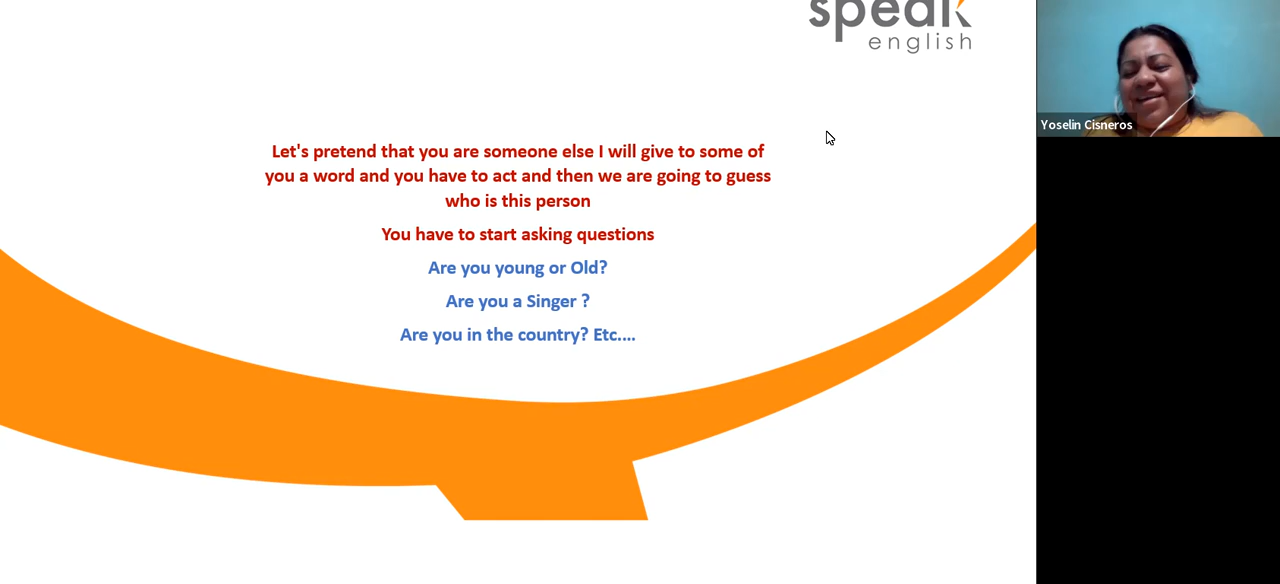 speak
english
Yoselin Cisneros
Let's pretend that you are someone else I will give to some of
you a word and you have to act and then we are going to guess
who is this person
You have to start asking questions
Are you young or Old?
Are you a Singer ?
Are you in the country? Etc....